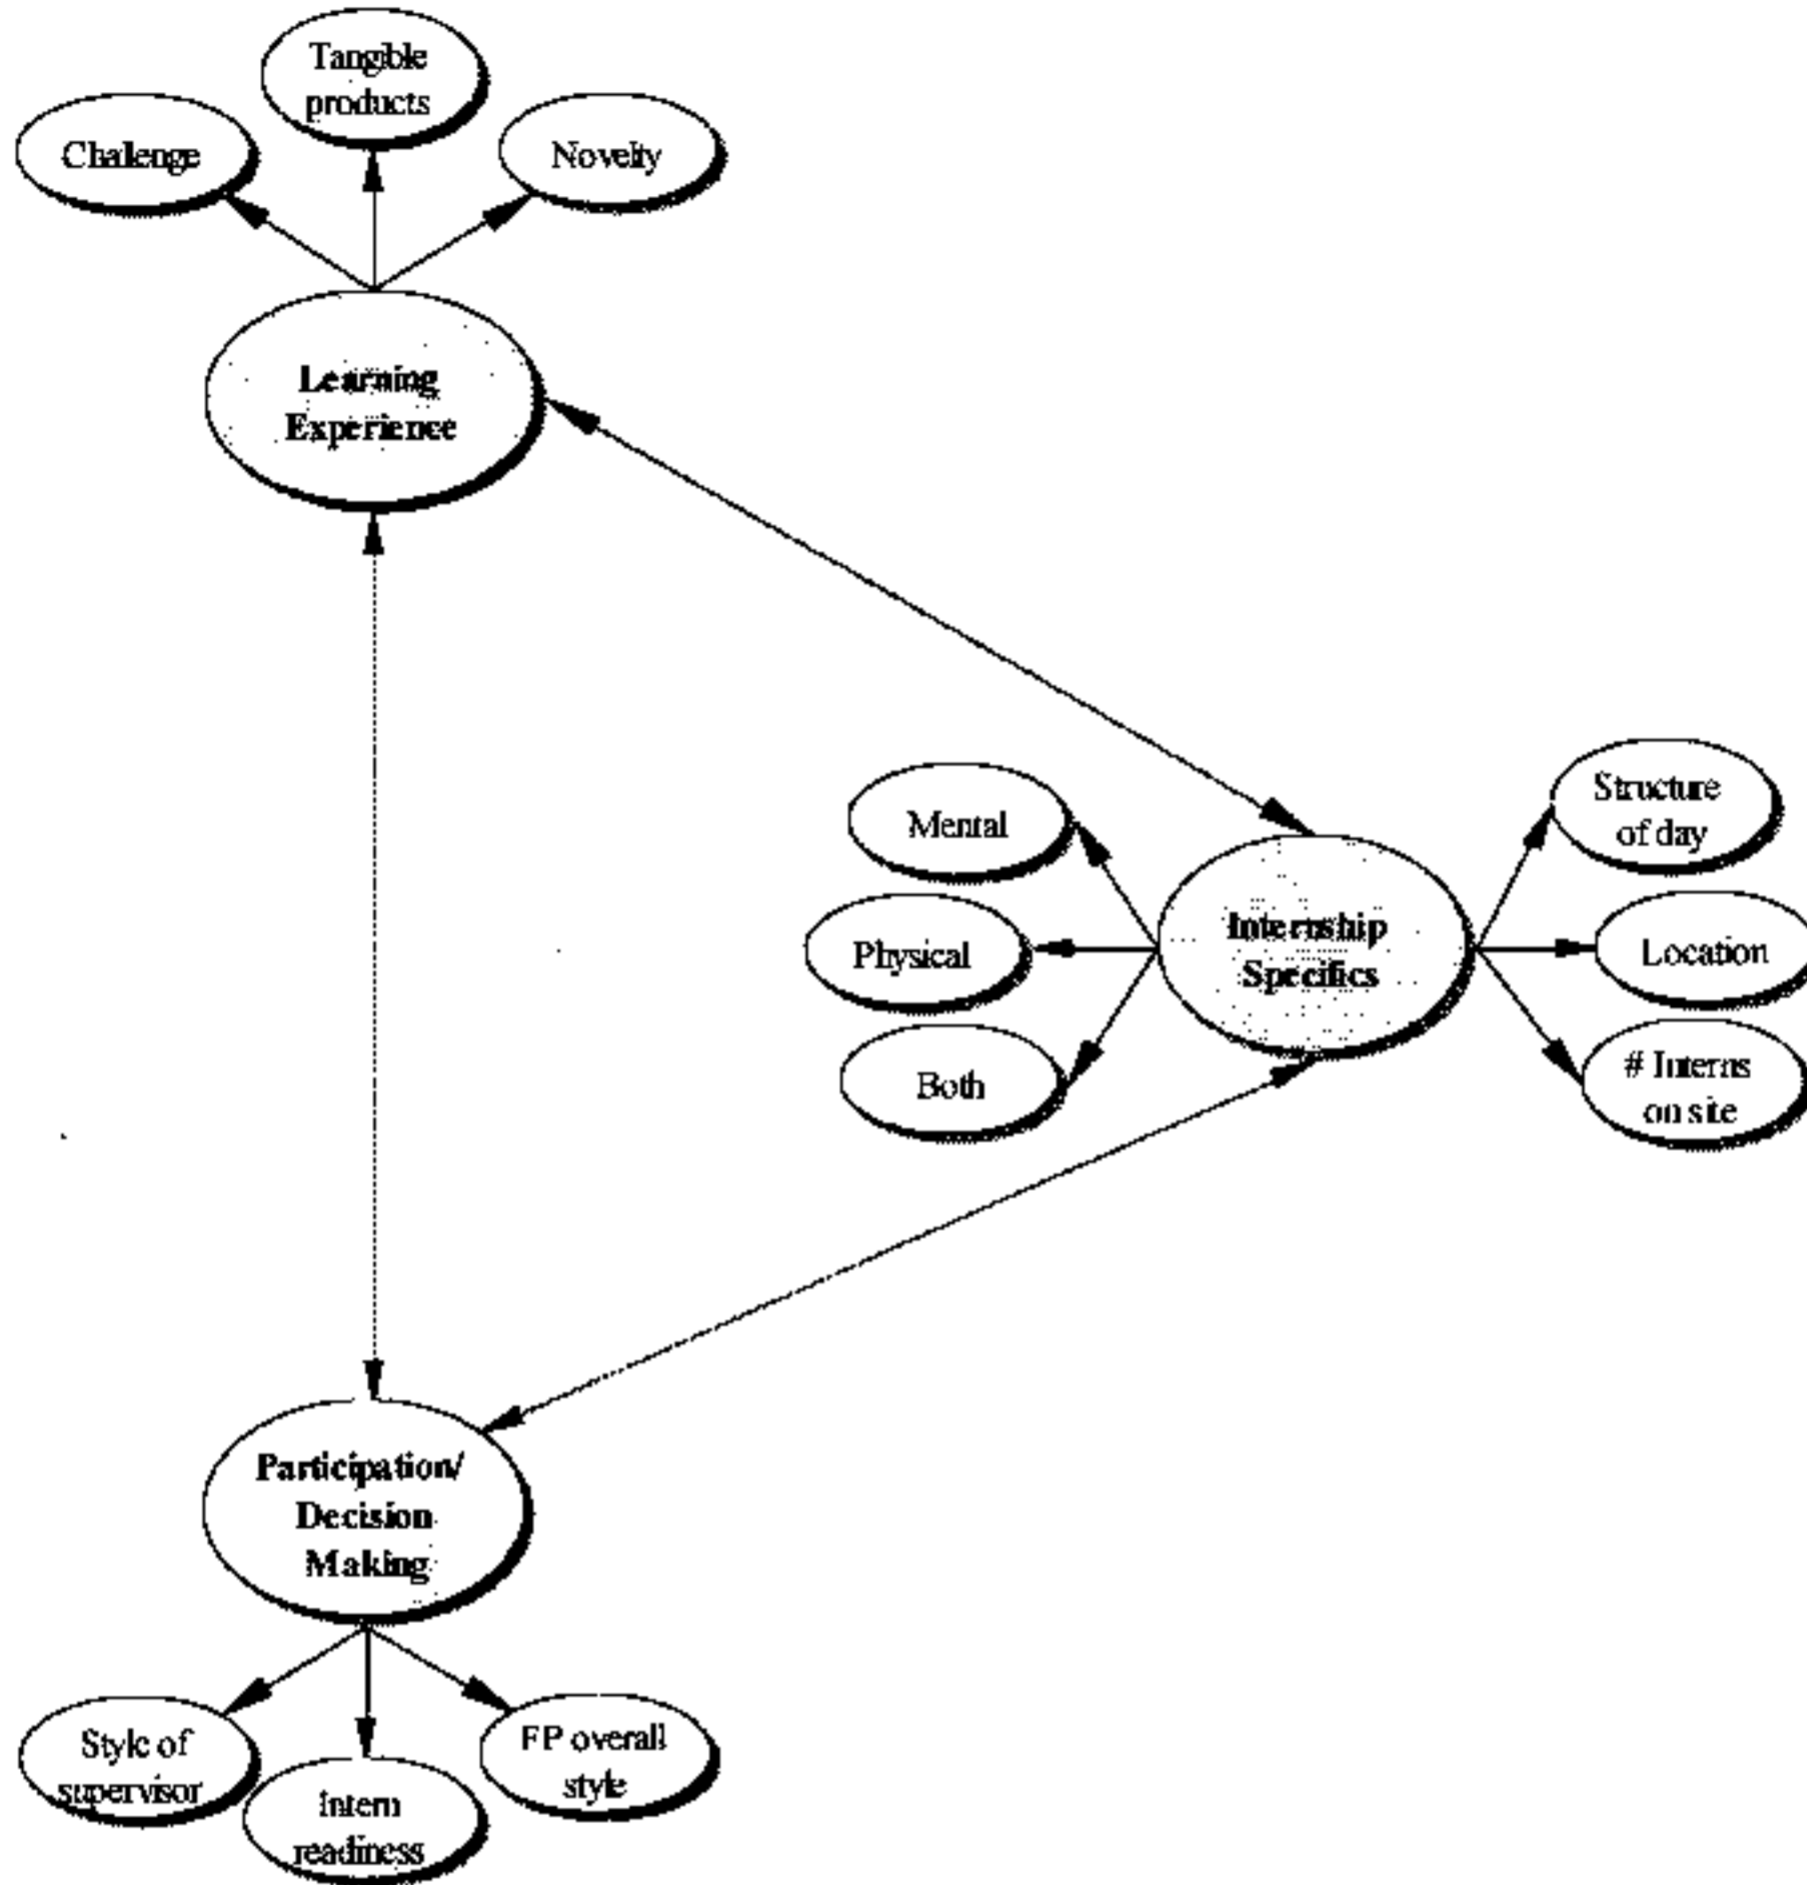 Tangible
products
Challenge
Novelty
Learning
Experience
Mental
Structure
of day
Physical
Internship
Specifics
Location
Both
# Interns
on site
Participation/
Decision
Making
Style of
supervisor
FP overall
style
Intern
readiness